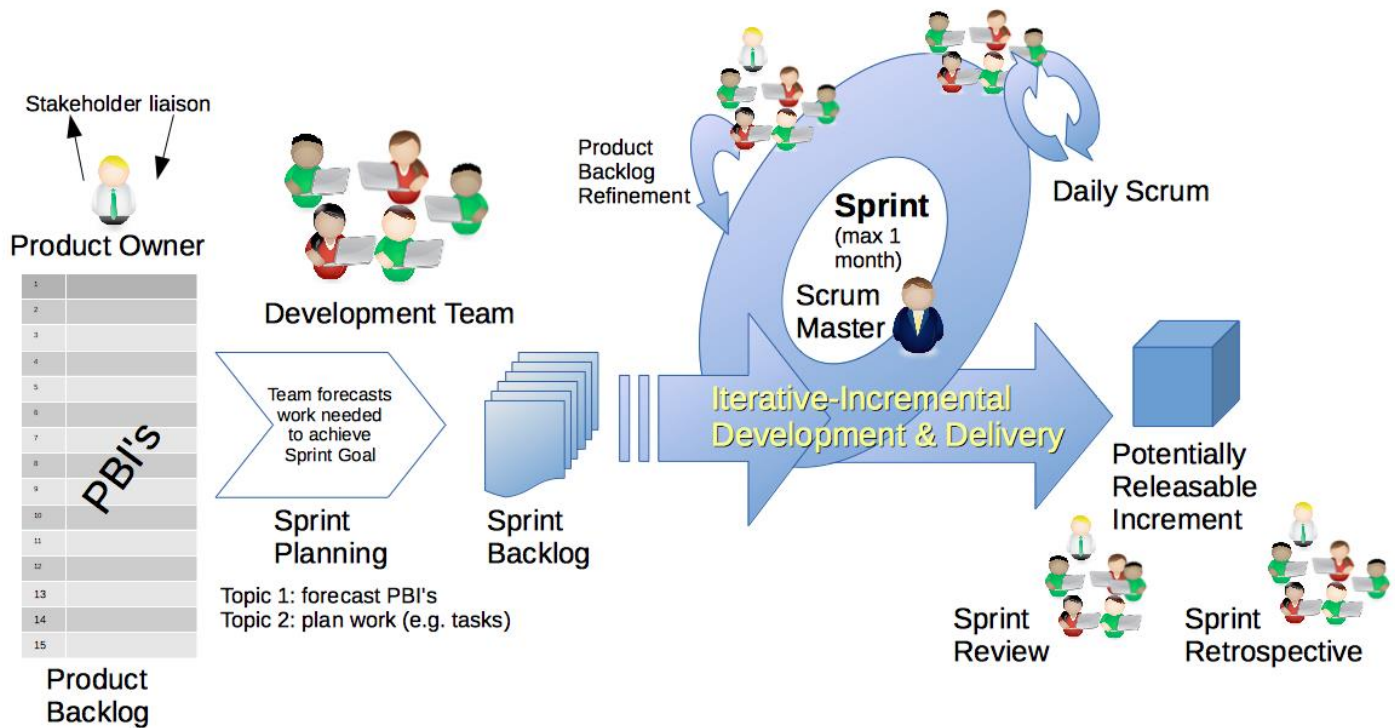 Stakeholder liaison
Product Owner
1
2
3
4
5
6
7
8
9
10
11
12
13
14
15
PBI's
Product
Backlog
Development Team
Team forecasts
work needed
to achieve
Sprint Goal
Sprint
Planning
Topic 1: forecast PBI's
Topic 2: plan work (e.g. tasks)
Sprint
Backlog
Product
Backlog
Refinement
Sprint
(max 1
month)
Scrum
Master
Daily Scrum
Iterative-Incremental
Development & Delivery
Potentially
Releasable
Increment
Sprint
Review
Sprint
Retrospective